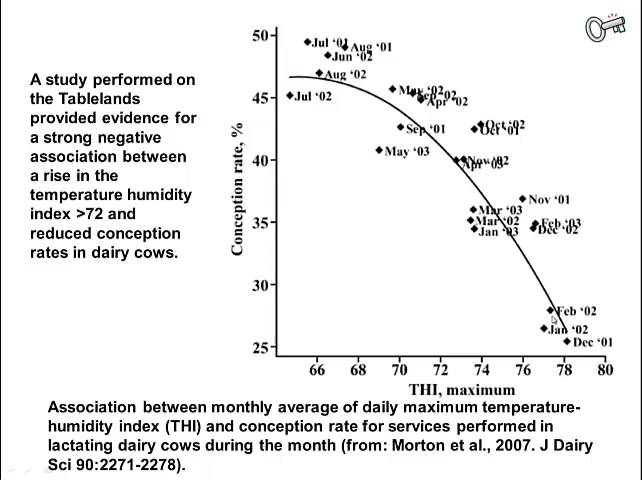 A study performed on
the Tablelands
provided evidence for
a strong negative
association between
a rise in the
temperature humidity
index >72 and
reduced conception
rates in dairy cows.
Conception rate, %
50
45
40
35
30
25
Jul ‘01
Aug ‘01
Jun ‘02
Aug ‘02
Jul ‘02
May ‘02
Sep ‘02
Apr ‘02
Sep ‘01
Oct ‘02
Oct ‘01
May ‘03
Nov ‘02
Apr ‘03
Nov ‘01
Mar ‘03
Mar ‘02
Jan ‘03
Feb ‘03
Dec ‘02
Feb ‘02
Jan ‘02
Dec ‘01
66 68 70 72 74 76 78 80
THI, maximum
Association between monthly average of daily maximum temperature-
humidity index (THI) and conception rate for services performed in
lactating dairy cows during the month (from: Morton et al., 2007. J Dairy
Sci 90:2271-2278).